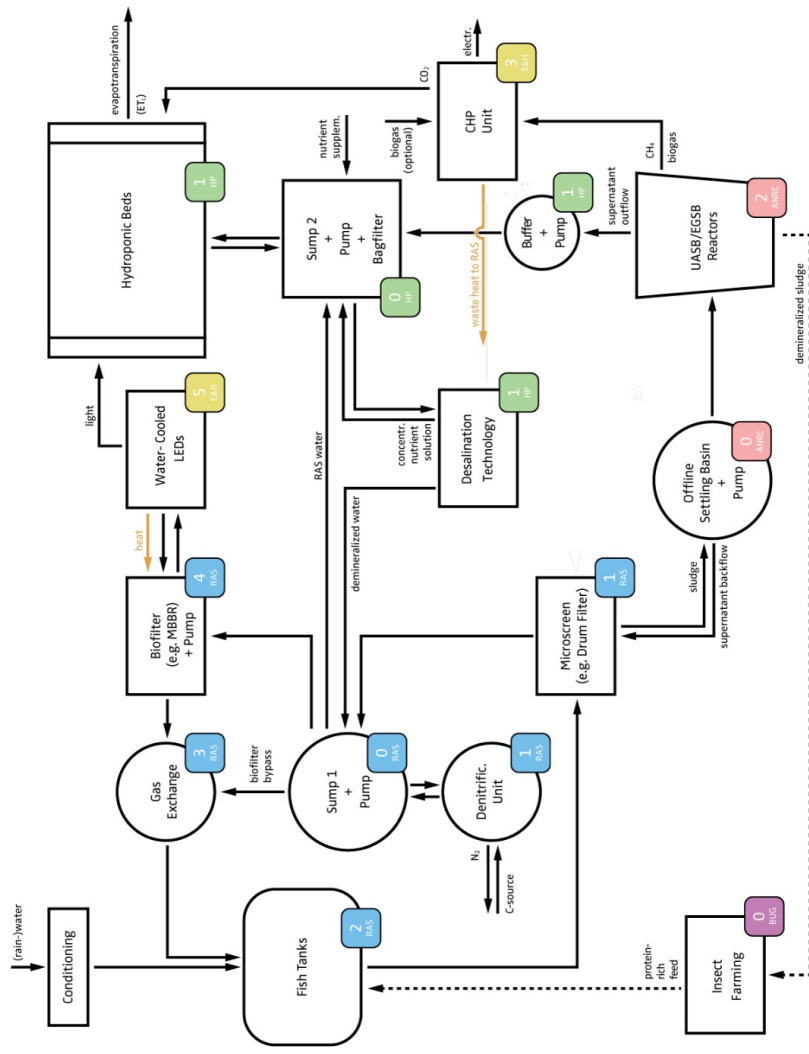 (rain-)water
Conditioning
Fish Tanks
2
RAS
protein-
rich
feed
Insect
Farming
0
BUG
Gas
Exchange
3
RAS
biofilter
bypass
Sump 1
+
Pump
0
RAS
Denitrific.
Unit
1
RAS
N₂
C-source
Biofilter
(e.g. MBBR)
+ Pump
4
RAS
heat
Water- Cooled
LEDs
5
E&H
light
Hydroponic Beds
1
HP
evapotranspiration
(ETc)
RAS water
demineralized water
Microscreen
(e.g. Drum Filter)
1
RAS
sludge
supernatant backflow
Offline
Settling Basin
+
Pump
0
ANRC
Desalination
Technology
1
HP
concentr.
nutrient
solution
Sump 2
+
Pump
+
Bagfilter
0
HP
nutrient
supplem.
biogas
(optional)
waste heat to RAS
Buffer
+
Pump
1
HP
supernatant
outflow
UASB/EGSB
Reactors
2
ANRC
CH₄
biogas
CHP
Unit
3
E&H
CO₂
electr.
demineralized sludge